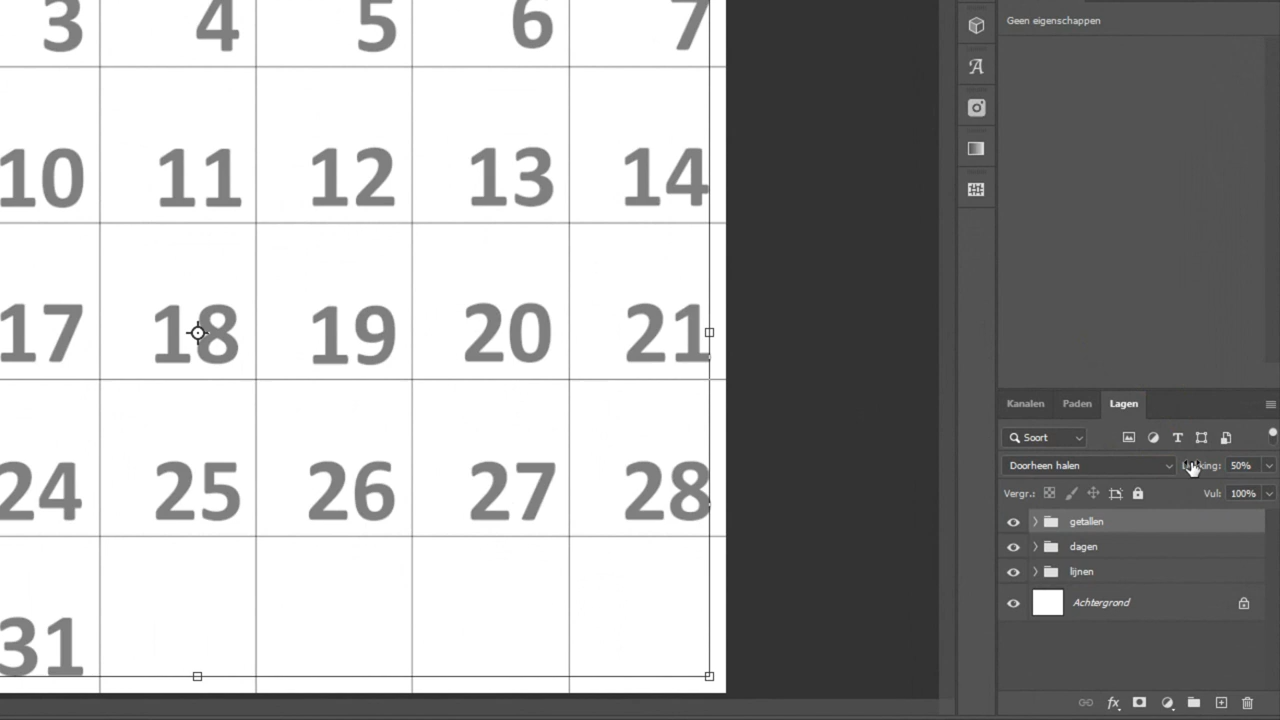 3 4 5 6 7
Geen eigenschappen
10 11 12 13 14
17 18 19 20 21
24 25 26 27 28
31
Kanalen Paden Lagen
Soort
Doorheen halen 50%
Vergr.: Vul: 100%
getallen
dagen
lijnen
Achtergrond
fx